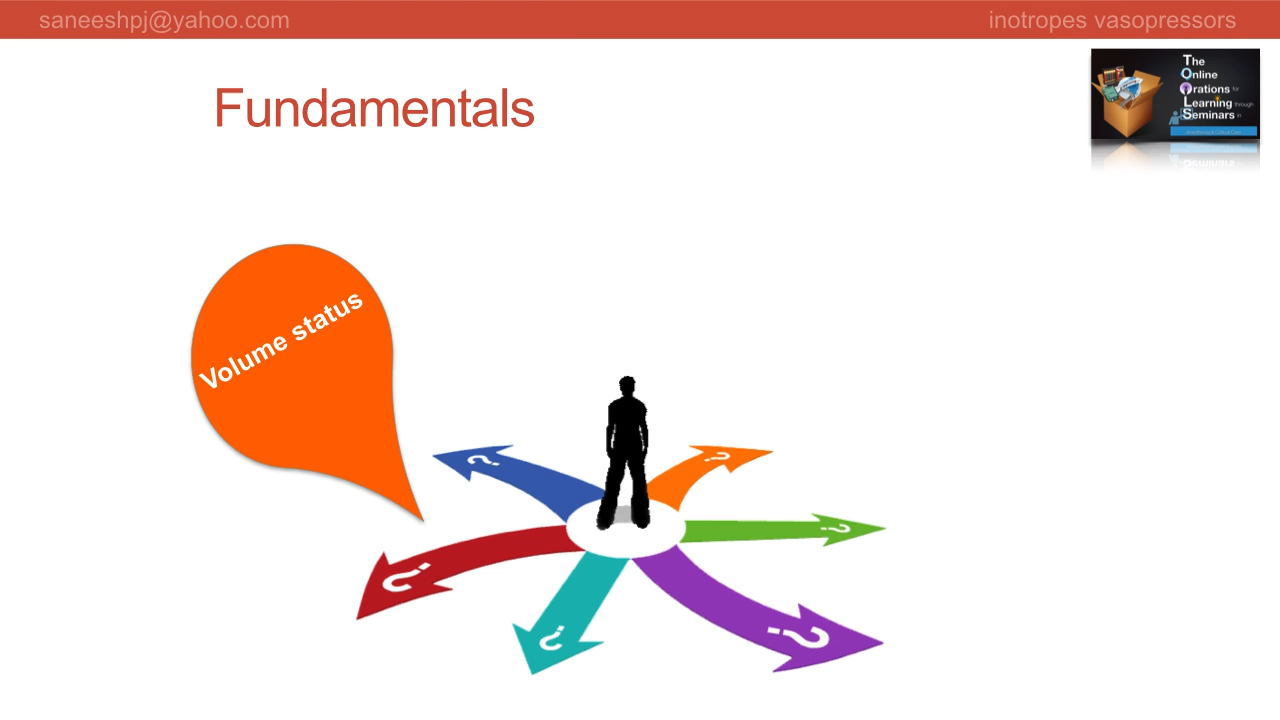 saneeshpj@yahoo.com
inotropes vasopressors
The
Online
Orations for
Learning through
Seminars in
Fundamentals
Volume status
?
?
?
?
?
?